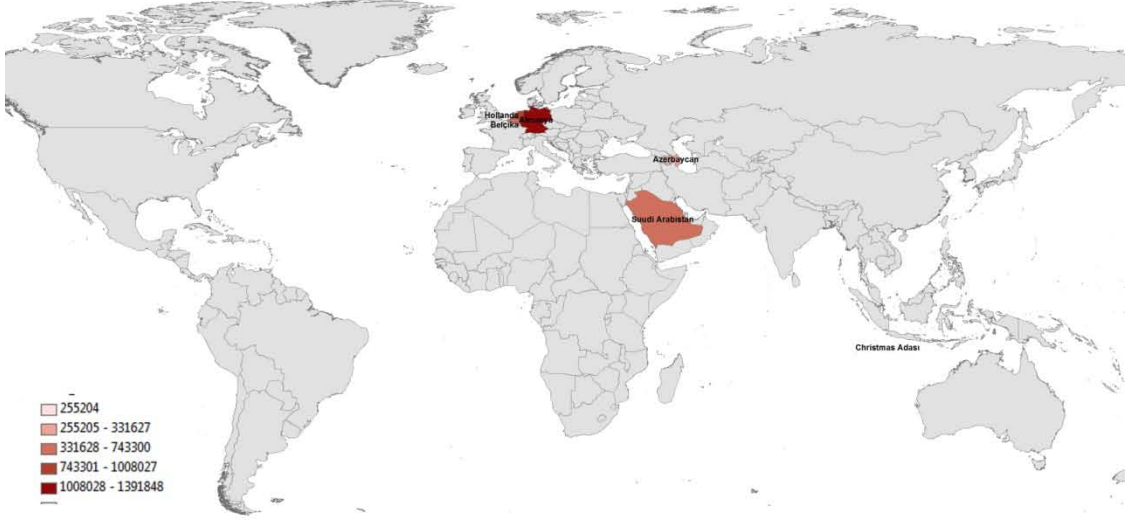 Hollanda
Belçika
Almanya
Azerbaycan
Suudi Arabistan
Christmas Adası
255204
255205 - 331627
331628 - 743300
743301 - 1008027
1008028 - 1391848